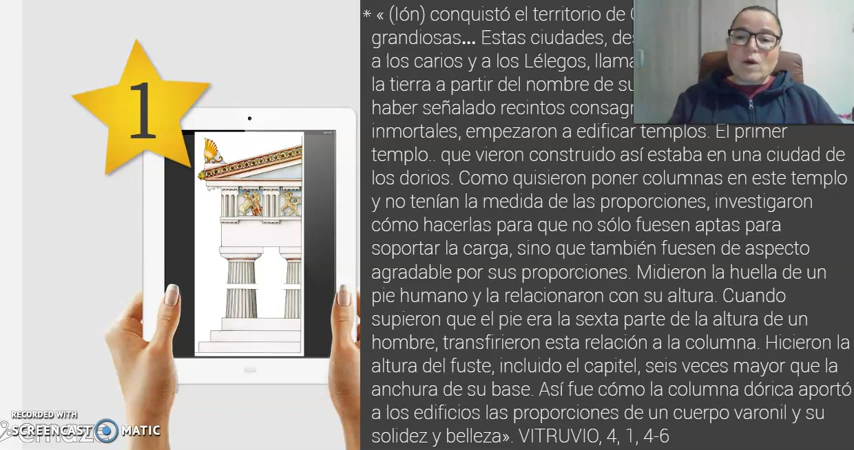 1
* « (Ión) conquistó el territorio de
grandiosas... Estas ciudades,
a los carios y a los Lélegos,
la tierra a partir del nombre de
haber señalado recintos
inmortales, empezaron a edificar templos. El primer
templo.. que vieron construido así estaba en una ciudad de
los dorios. Como quisieron poner columnas en este templo
y no tenían la medida de las proporciones, investigaron
cómo hacerlas para que no sólo fuesen aptas para
soportar la carga, sino que también fuesen de aspecto
agradable por sus proporciones. Midieron la huella de un
pie humano y la relacionaron con su altura. Cuando
supieron que el pie era la sexta parte de la altura de un
hombre, transfirieron esta relación a la columna. Hicieron la
altura del fuste, incluido el capitel, seis veces mayor que la
anchura de su base. Así fue cómo la columna dórica aportó
a los edificios las proporciones de un cuerpo varonil y su
solidez y belleza». VITRUVIO, 4, 1, 4-6
RECORDED WITH
SCREENCAST MATIC